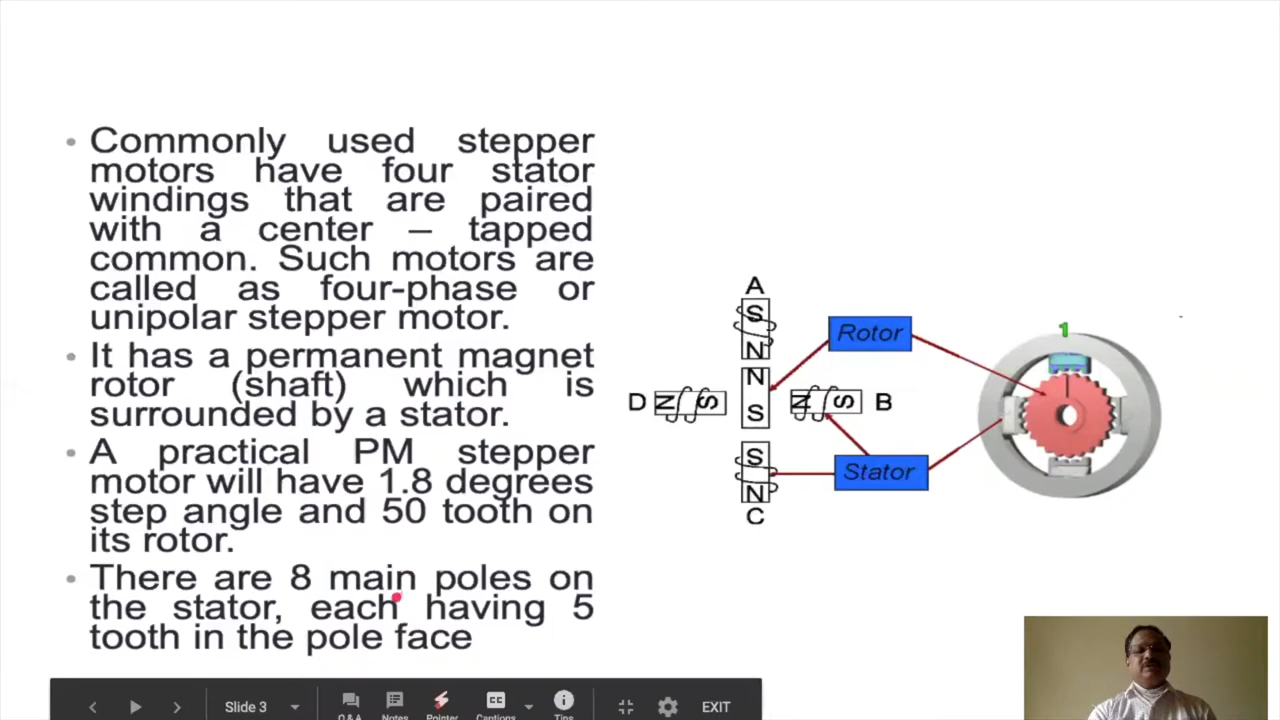 Commonly used stepper
motors have four stator
windings that are paired
with a center – tapped
common. Such motors are
called as four-phase or
unipolar stepper motor.
It has a permanent magnet
rotor (shaft) which is
surrounded by a stator.
A practical PM stepper
motor will have 1.8 degrees
step angle and 50 tooth on
its rotor.
There are 8 main poles on
the stator, each having 5
tooth in the pole face
A
S
N
N
S
D N S
N S B
S
N
C
Rotor
Stator
1
Slide 3
Q&A
Notes
Pointer
CC
Captions
Tips
EXIT